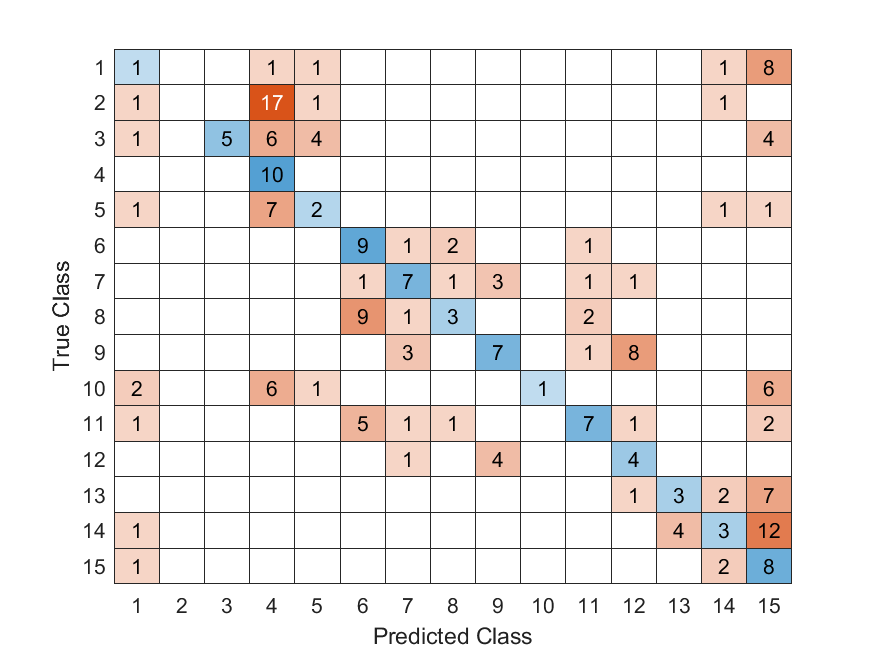 1 1 1 1 1 8
2 1 17 1 1
3 1 5 6 4 4
4 10
5 1 7 2 1 1
6 9 1 2 1
7 1 7 1 3 1 1
8 9 1 3 2
9 3 7 1 8
10 2 6 1 1 6
11 1 5 1 1 7 1 2
12 1 4 4
13 1 3 2 7
14 1 4 3 12
15 1 2 8
1 2 3 4 5 6 7 8 9 10 11 12 13 14 15
Predicted Class
True Class